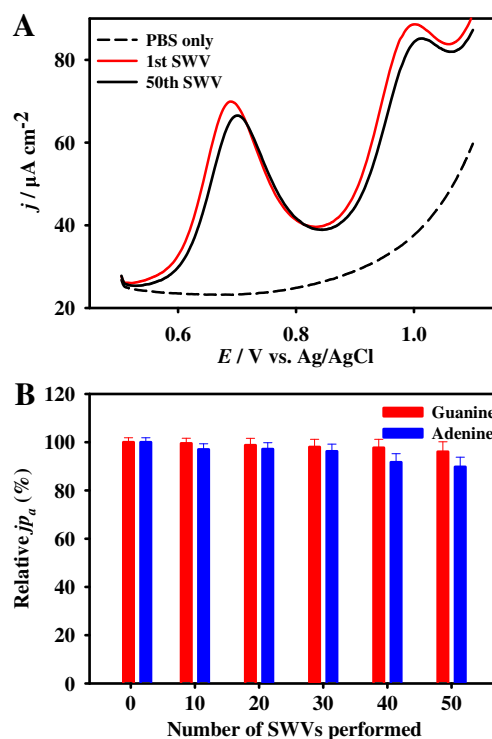 A
80
60
40
20
j / µA cm-2
PBS only
1st SWV
50th SWV
0.6 0.8 1.0
E / V vs. Ag/AgCl
B
120
100
80
60
40
20
0
Relative jpa (%)
Guanine
Adenine
0 10 20 30 40 50
Number of SWVs performed